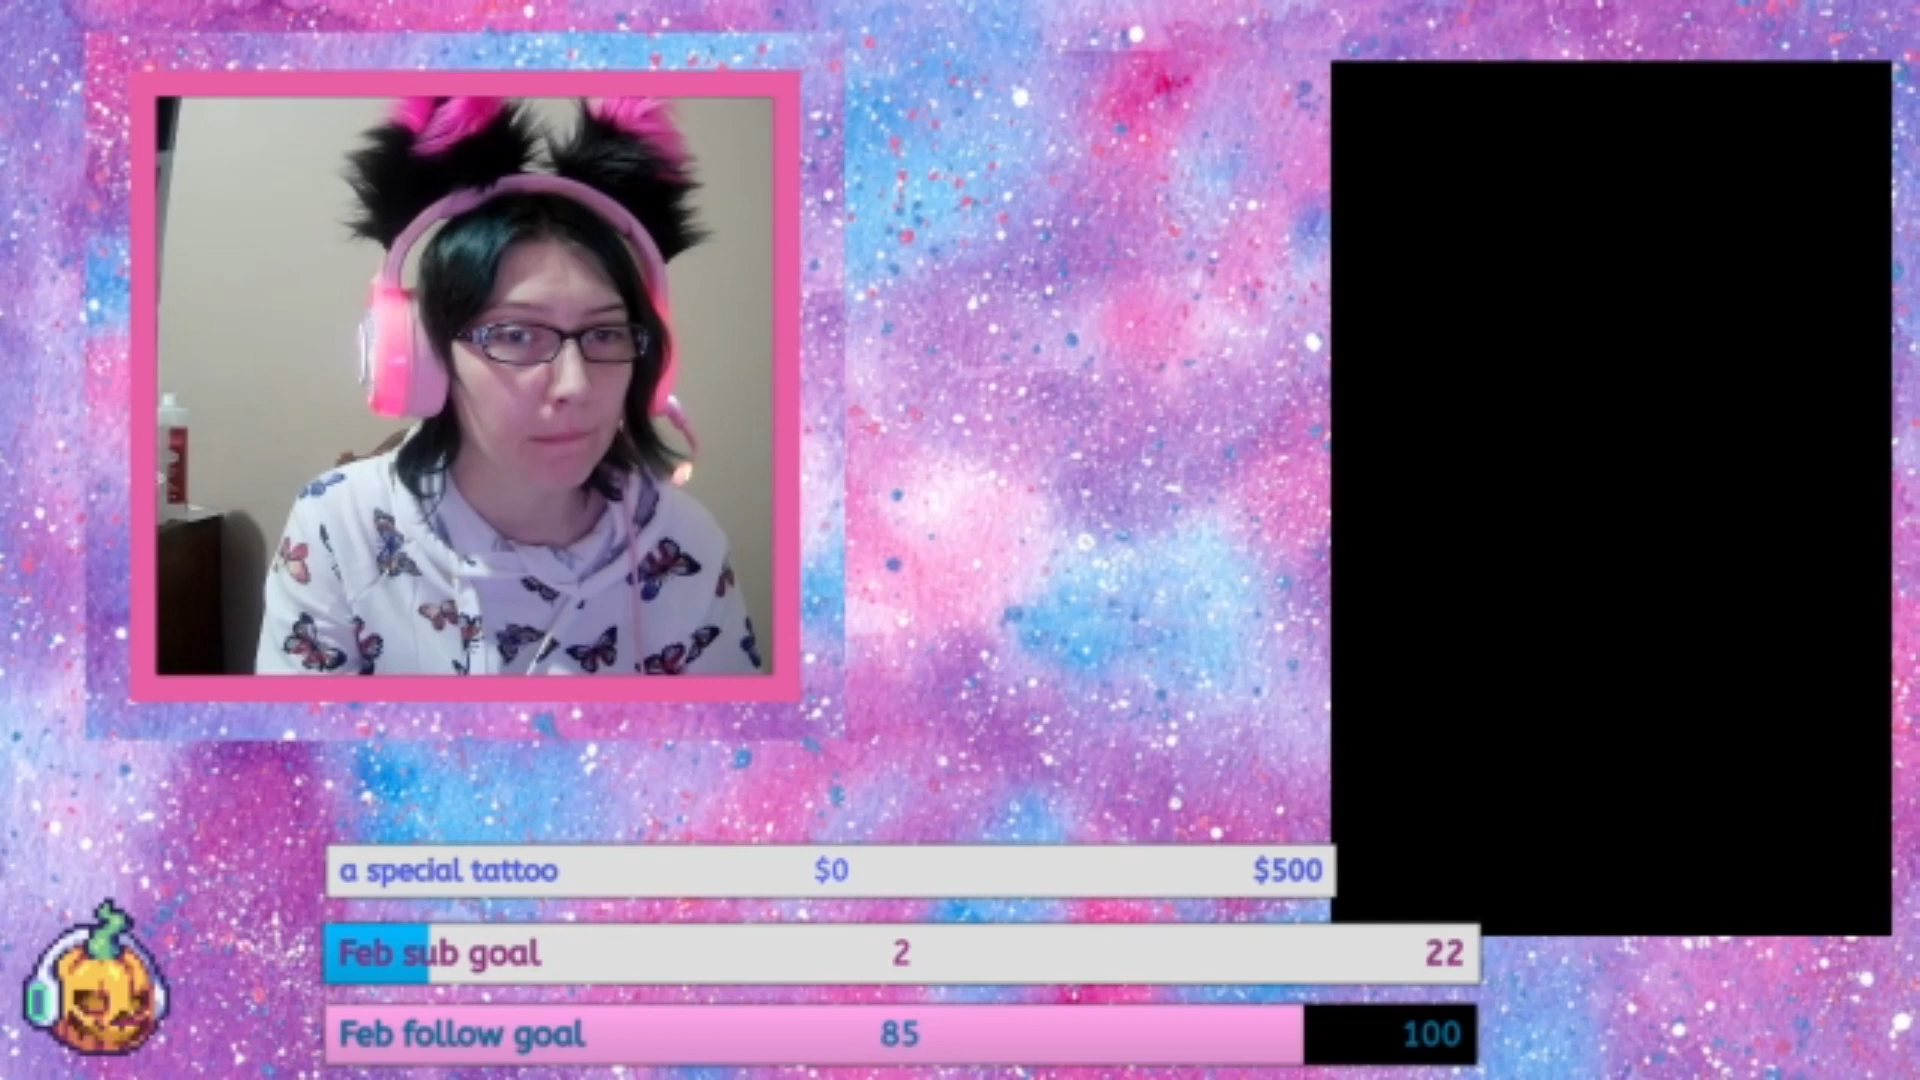 a special tattoo $0 $500
Feb sub goal 2 22
Feb follow goal 85 100